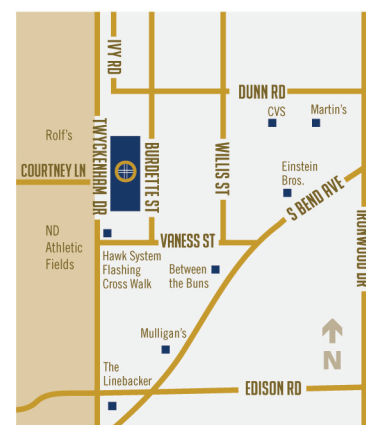 IVY RD
DUNN RD
CVS
Martin's
TWYCKENHAM DR
Rolf's
BURDETTE ST
WILLIS ST
COURTNEY LN
Einstein
Bros.
S BEND AVE
IRONWOOD DR
ND
Athletic
Fields
VANESS ST
Hawk System
Flashing
Cross Walk
Between
the Buns
Mulligan's
N
The
Linebacker
EDISON RD